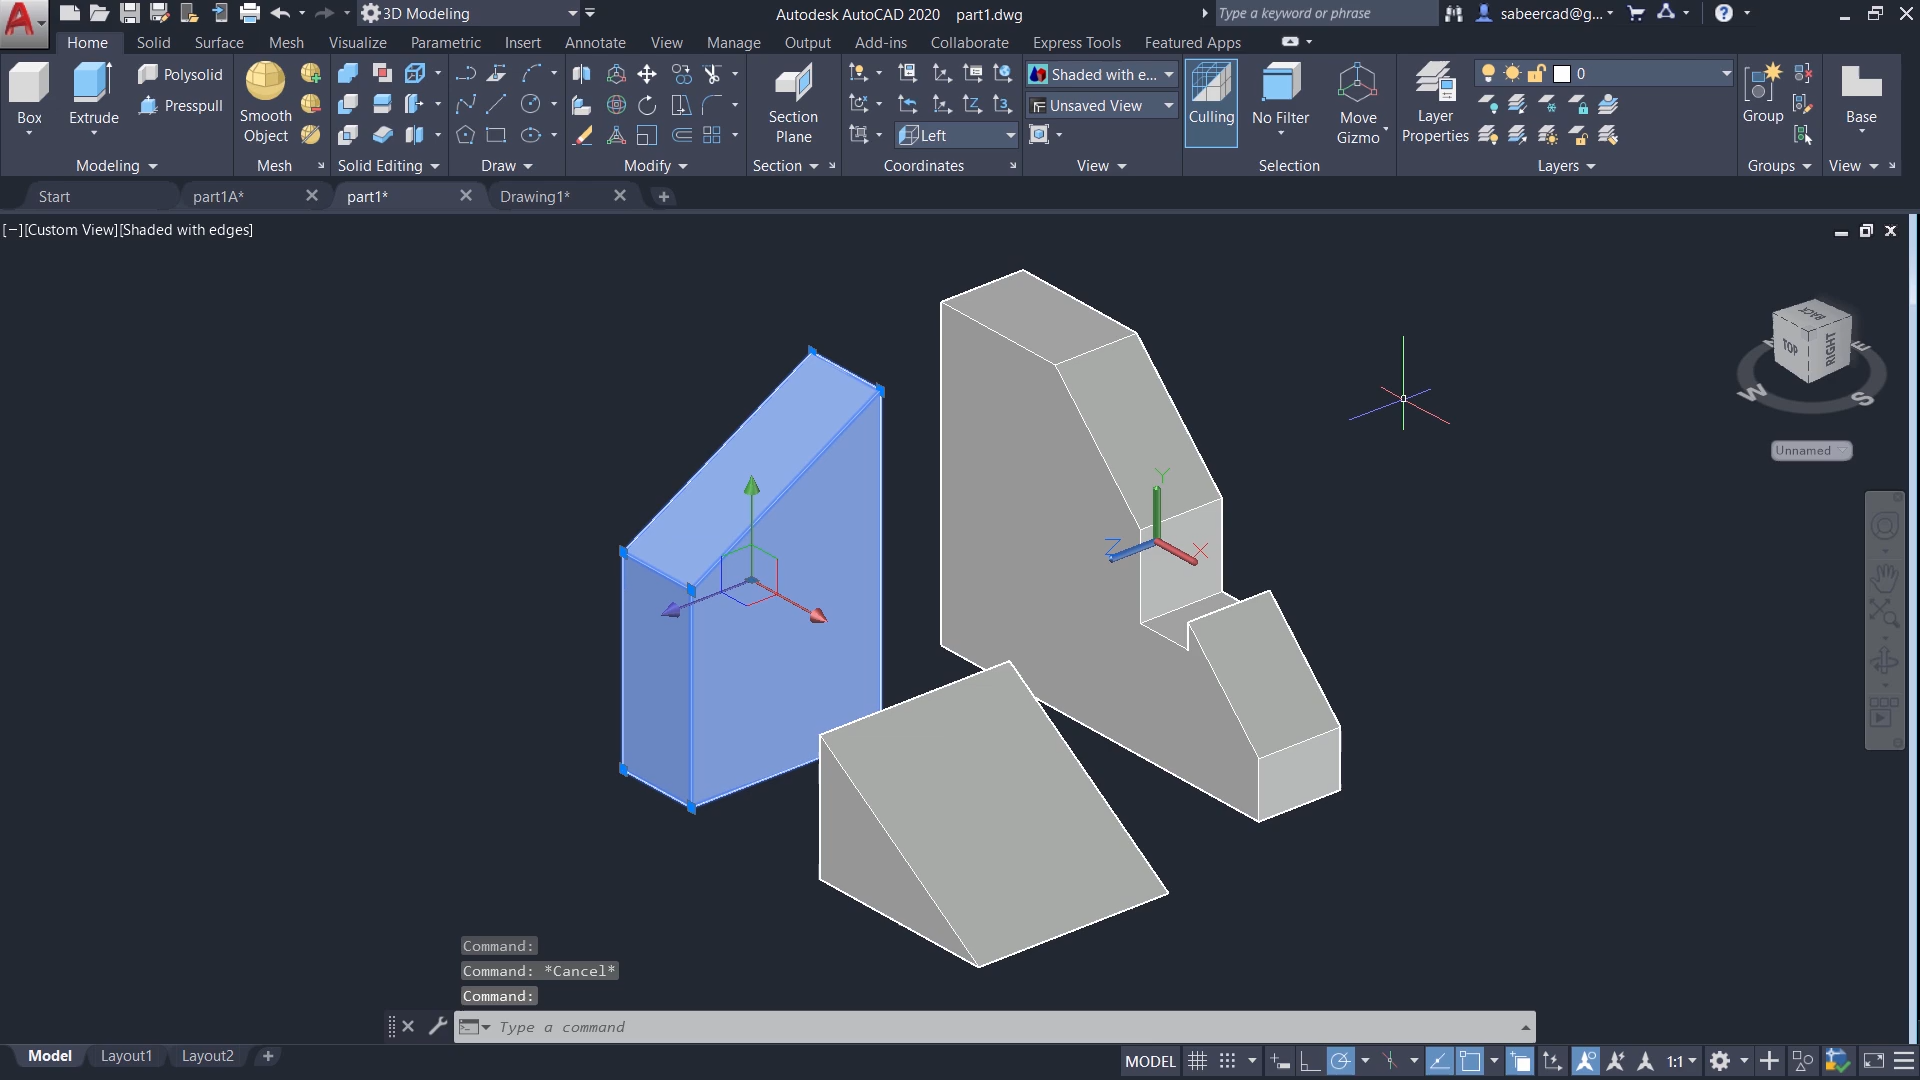 3D Modeling
Autodesk AutoCAD 2020 part1.dwg
Type a keyword or phrase
sabeercad@g...
Home Solid Surface Mesh Visualize Parametric Insert Annotate View Manage Output Add-ins Collaborate Express Tools Featured Apps
Box
Extrude
Polysolid
Presspull
Smooth
Object
Section
Plane
Shaded with e...
Unsaved View
Left
Culling
No Filter
Move
Gizmo
Layer
Properties
0
Group
Base
Modeling Mesh Solid Editing Draw Modify Section Coordinates View Selection Layers Groups View
Start part1A* part1* Drawing1*
[−][Custom View][Shaded with edges]
BACK
TOP
RIGHT
E
W
S
Unnamed
Y
Z
X
Command:
Command: *Cancel*
Command:
Type a command
Model Layout1 Layout2
MODEL
1:1